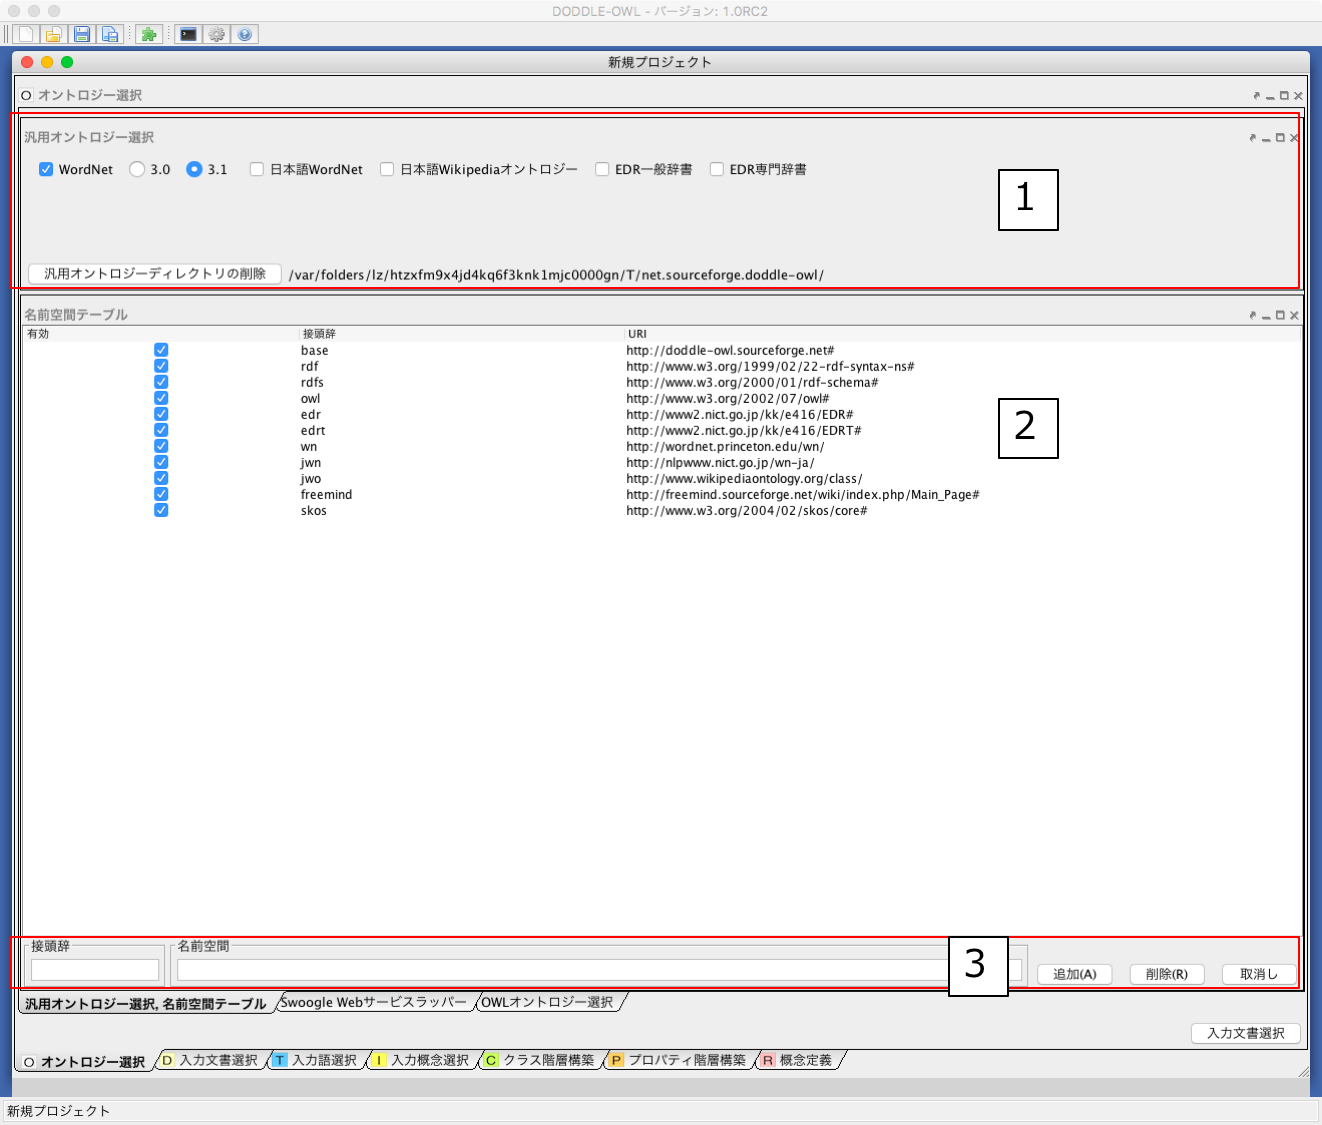 DODDLE-OWL - バージョン: 1.0RC2
新規プロジェクト
O オントロジー選択
汎用オントロジー選択
WordNet 3.0 3.1 日本語WordNet 日本語Wikipediaオントロジー EDR一般辞書 EDR専門辞書
1
汎用オントロジーディレクトリの削除 /var/folders/lz/htzxfm9x4jd4kq6f3knk1mjc0000gn/T/net.sourceforge.doddle-owl/
名前空間テーブル
有効 接頭辞 URI
base http://doddle-owl.sourceforge.net#
rdf http://www.w3.org/1999/02/22-rdf-syntax-ns#
rdfs http://www.w3.org/2000/01/rdf-schema#
owl http://www.w3.org/2002/07/owl#
edr http://www2.nict.go.jp/kk/e416/EDR#
edrt http://www2.nict.go.jp/kk/e416/EDRT#
2
wn http://wordnet.princeton.edu/wn/
jwn http://nlpwww.nict.go.jp/wn-ja/
jwo http://www.wikipediaontology.org/class/
freemind http://freemind.sourceforge.net/wiki/index.php/Main_Page#
skos http://www.w3.org/2004/02/skos/core#
接頭辞 名前空間
3
追加(A) 削除(R) 取消し
汎用オントロジー選択, 名前空間テーブル Swoogle Webサービスラッパー OWLオントロジー選択
入力文書選択
O オントロジー選択 D 入力文書選択 T 入力語選択 I 入力概念選択 C クラス階層構築 P プロパティ階層構築 R 概念定義
新規プロジェクト